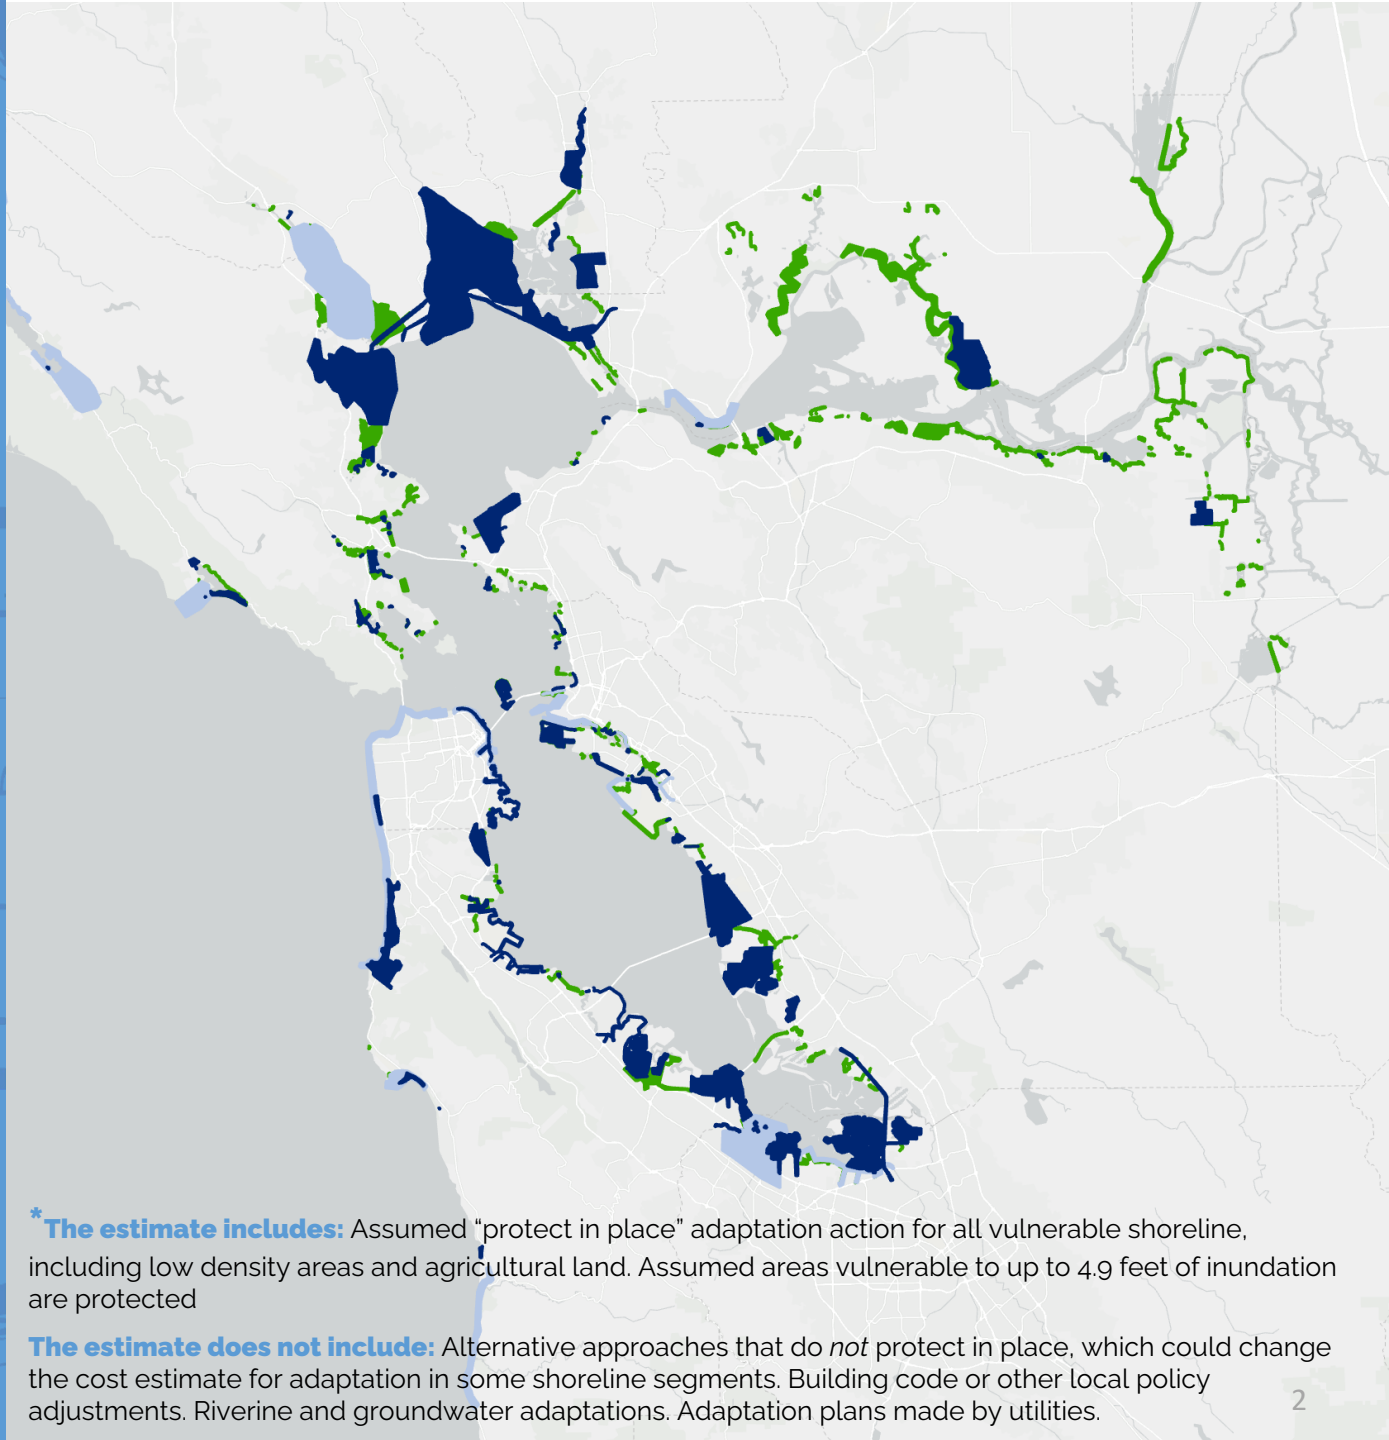 *The estimate includes: Assumed “protect in place” adaptation action for all vulnerable shoreline,
including low density areas and agricultural land. Assumed areas vulnerable to up to 4.9 feet of inundation
are protected
The estimate does not include: Alternative approaches that do not protect in place, which could change
the cost estimate for adaptation in some shoreline segments. Building code or other local policy
adjustments. Riverine and groundwater adaptations. Adaptation plans made by utilities.
2